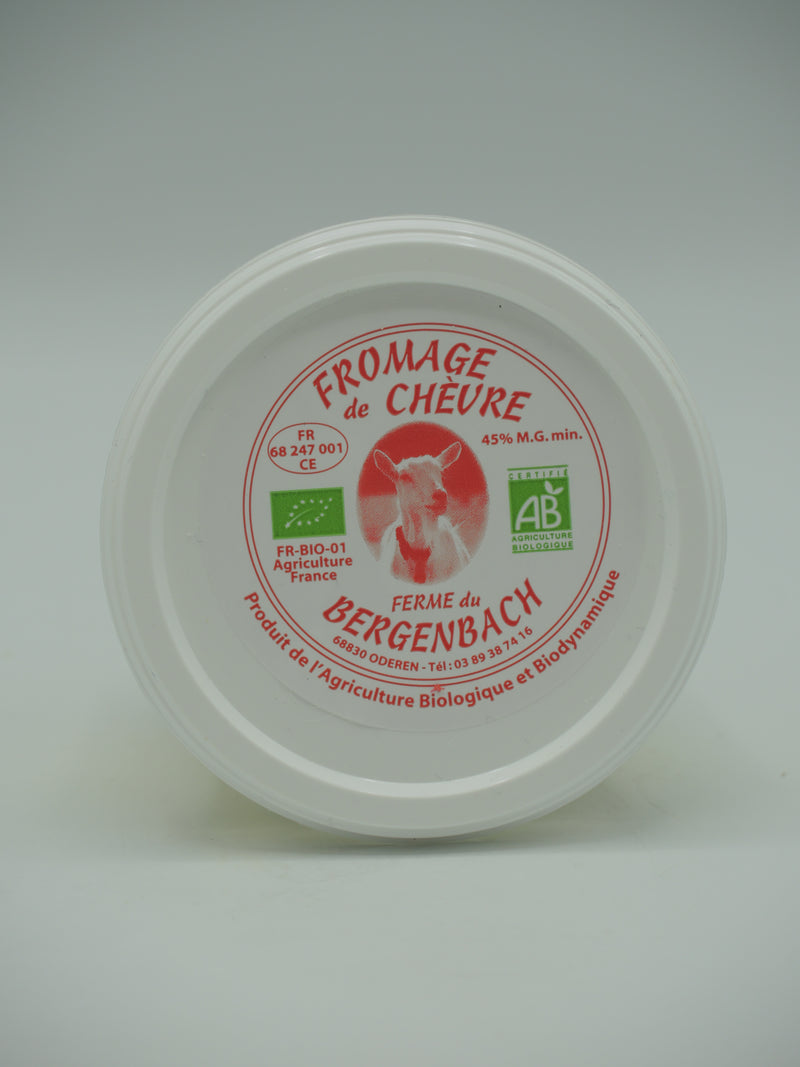 FROMAGE
de CHÈVRE
FR
68 247 001
CE
45% M.G. min.
CERTIFIÉ
AB
AGRICULTURE
BIOLOGIQUE
FR-BIO-01
Agriculture
France
FERME du
BERGENBACH
68830 ODEREN - Tél : 03 89 38 74 16
Produit de l'Agriculture Biologique et Biodynamique